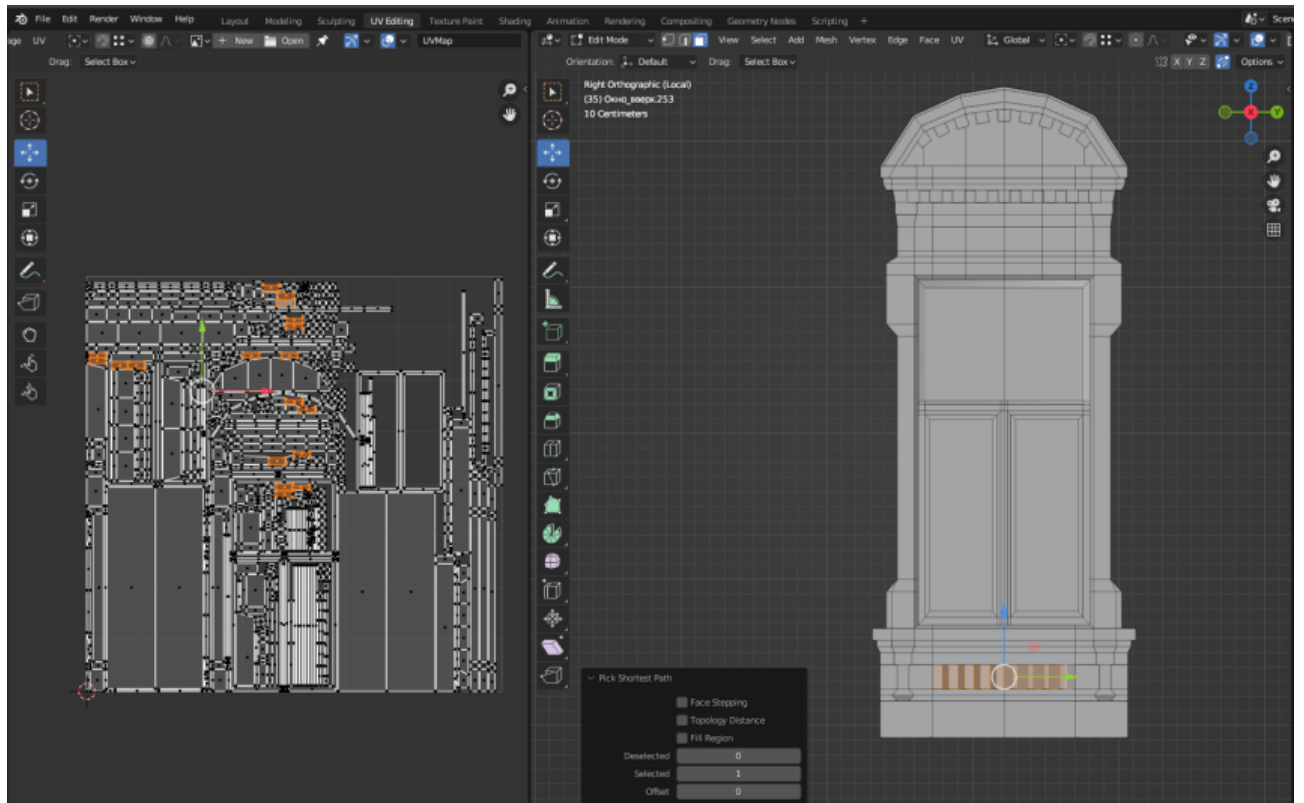 File Edit Render Window Help Layout Modeling Sculpting UV Editing Texture Paint Shading Animation Rendering Compositing Geometry Nodes Scripting + Scen
age UV + New Open UVMap Edit Mode View Select Add Mesh Vertex Edge Face UV Global
Drag: Select Box Orientation: Default Drag: Select Box X Y Z Options
Right Orthographic (Local)
(35) Окно_вверх.253
10 Centimeters
Z
X
Y
Pick Shortest Path
Face Stepping
Topology Distance
Fill Region
Deselected 0
Selected 1
Offset 0